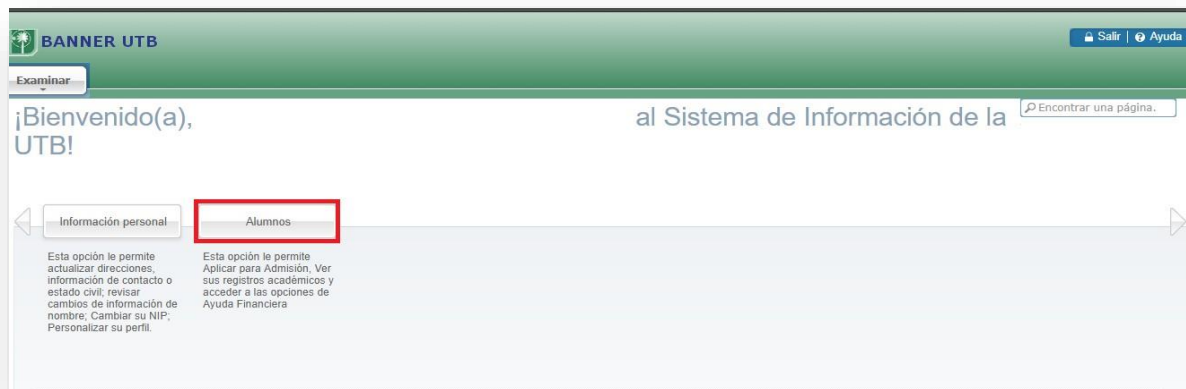 BANNER UTB
Salir | Ayuda
Examinar
¡Bienvenido(a), al Sistema de Información de la
UTB!
Encontrar una página.
Información personal
Alumnos
Esta opción le permite
actualizar direcciones,
información de contacto o
estado civil; revisar
cambios de información de
nombre; Cambiar su NIP;
Personalizar su perfil.
Esta opción le permite
Aplicar para Admisión, Ver
sus registros académicos y
acceder a las opciones de
Ayuda Financiera